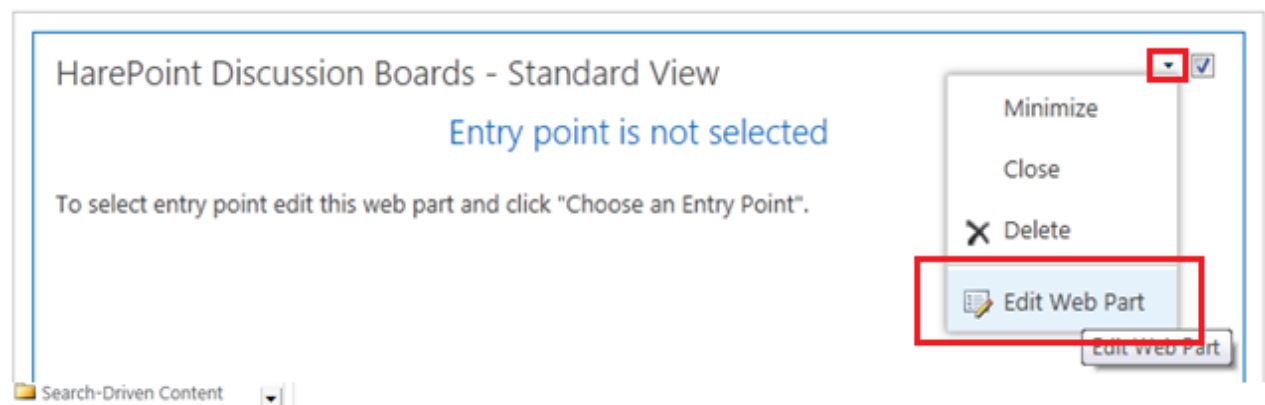 HarePoint Discussion Boards - Standard View
Entry point is not selected
To select entry point edit this web part and click "Choose an Entry Point".
Minimize
Close
Delete
Edit Web Part
Edit Web Part
Search-Driven Content